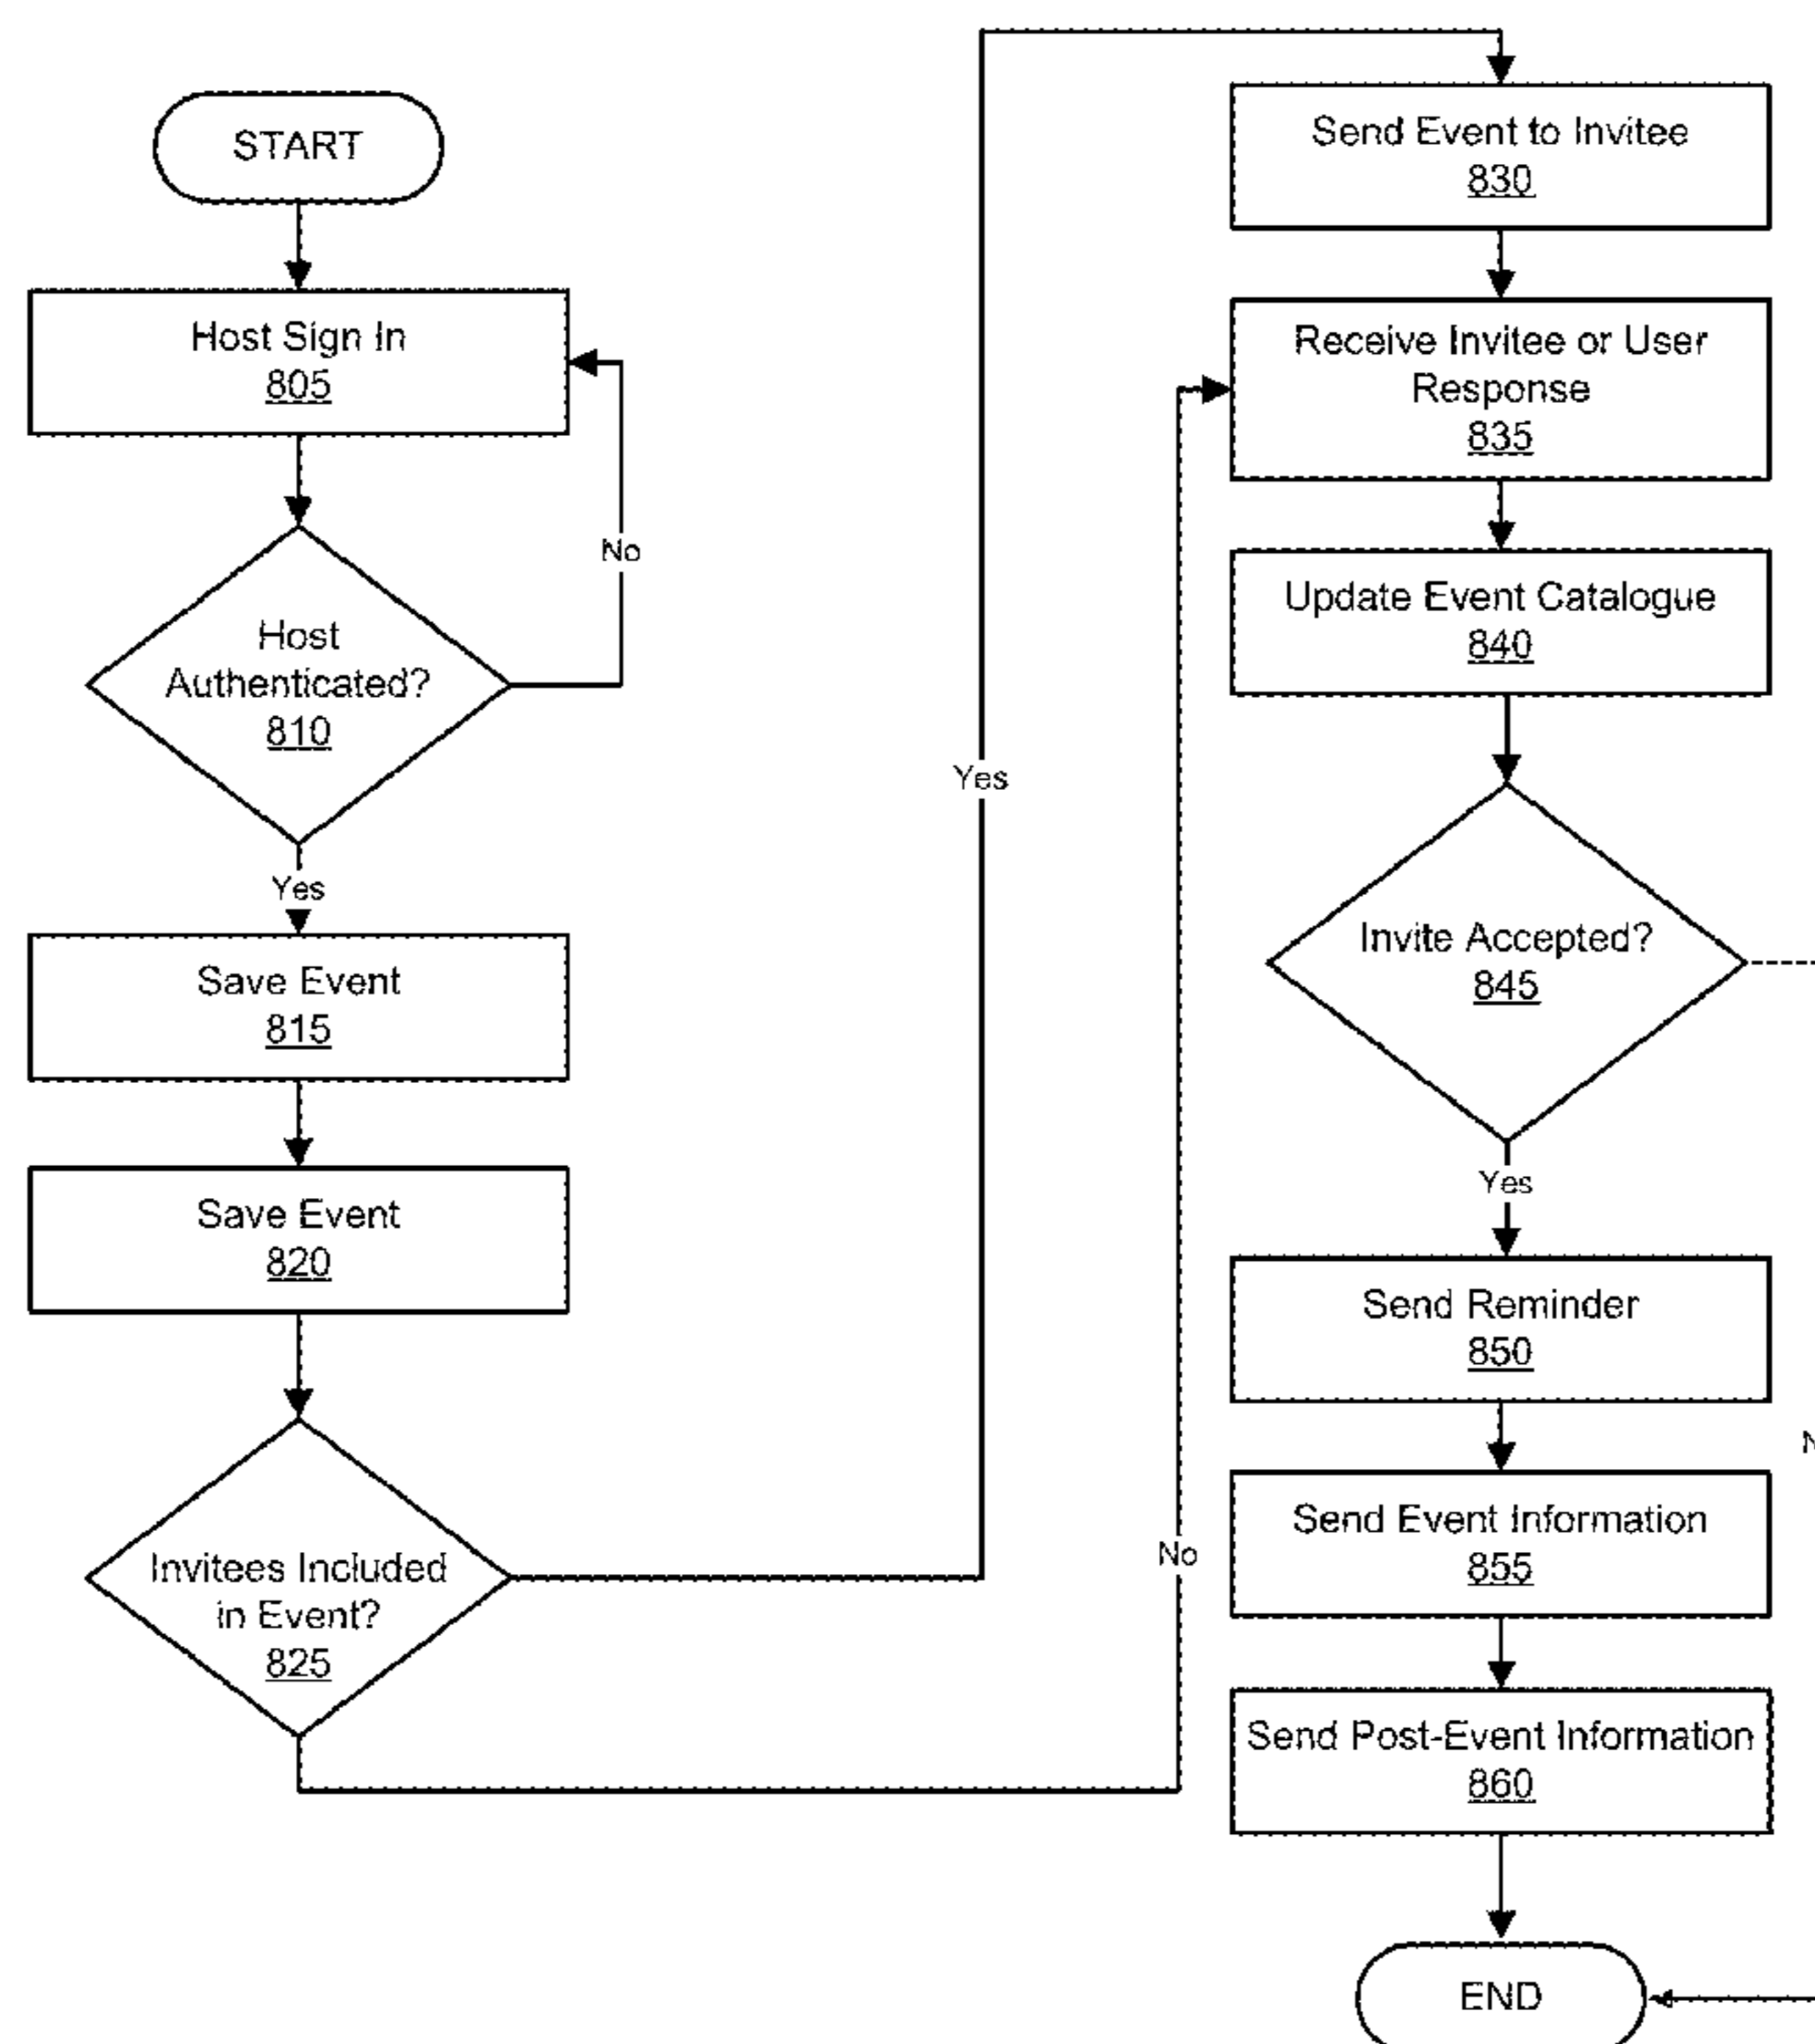 START
Host Sign In
805
No
Host
Authenticated?
810
Yes
Save Event
815
Save Event
820
Invitees Included
in Event?
825
Yes
No
Send Event to Invitee
830
Receive Invitee or User
Response
835
Update Event Catalogue
840
Invite Accepted?
845
Yes
Send Reminder
850
Send Event Information
855
Send Post-Event Information
860
END